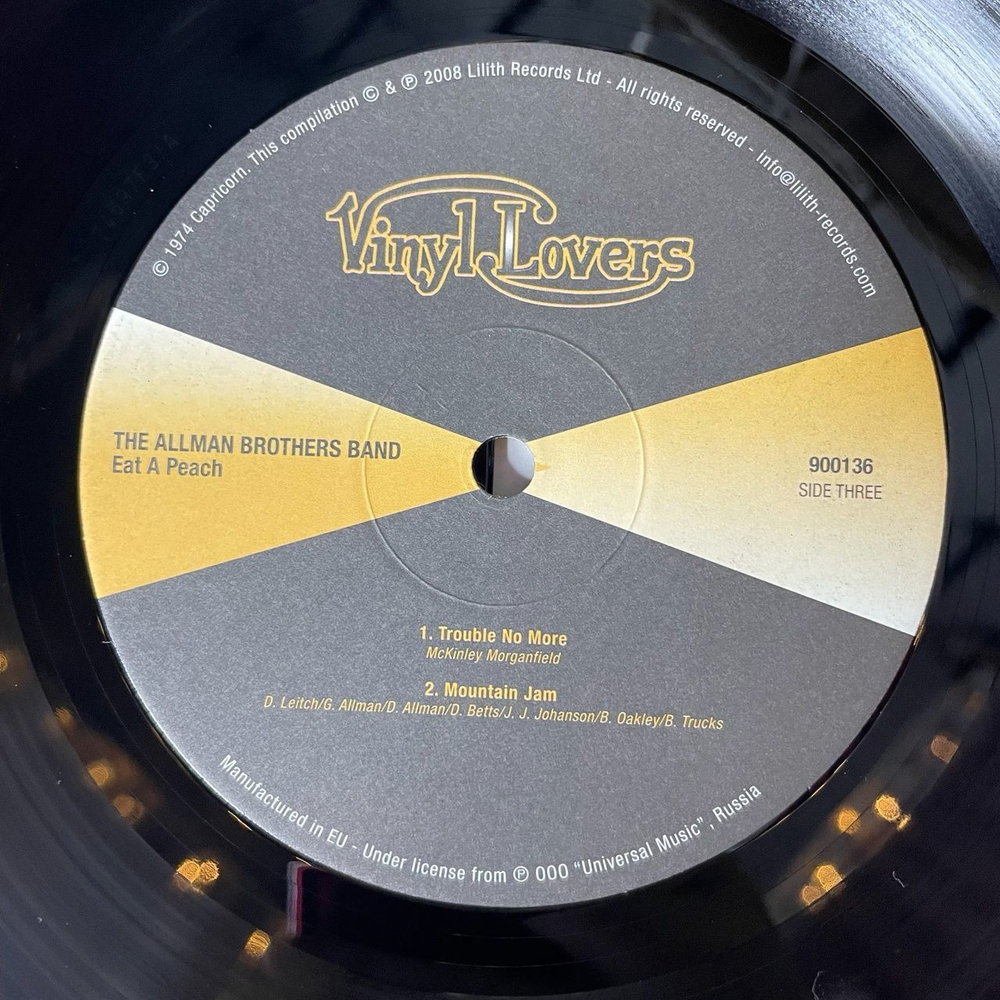 © 1974 Capricorn. This compilation © & ℗ 2008 Lilith Records Ltd - All rights reserved - info@lilith-records.com
Vinyl Lovers
THE ALLMAN BROTHERS BAND
Eat A Peach
900136
SIDE THREE
1. Trouble No More
McKinley Morganfield
2. Mountain Jam
D. Leitch/G. Allman/D. Allman/D. Betts/J. J. Johanson/B. Oakley/B. Trucks
Manufactured in EU - Under license from ℗ OOO "Universal Music" , Russia